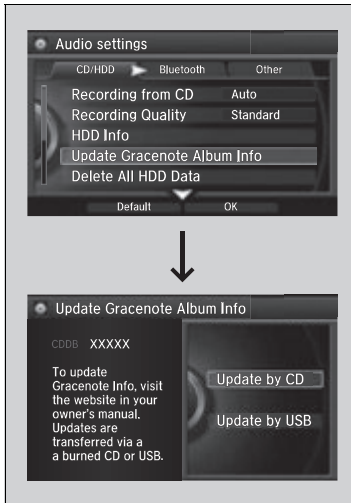 Audio settings
CD/HDD Bluetooth Other
Recording from CD Auto
Recording Quality Standard
HDD Info
Update Gracenote Album Info
Delete All HDD Data
Default OK
Update Gracenote Album Info
CDDB XXXXX
To update
Gracenote Info, visit
the website in your
owner's manual.
Updates are
transferred via a
a burned CD or USB.
Update by CD
Update by USB